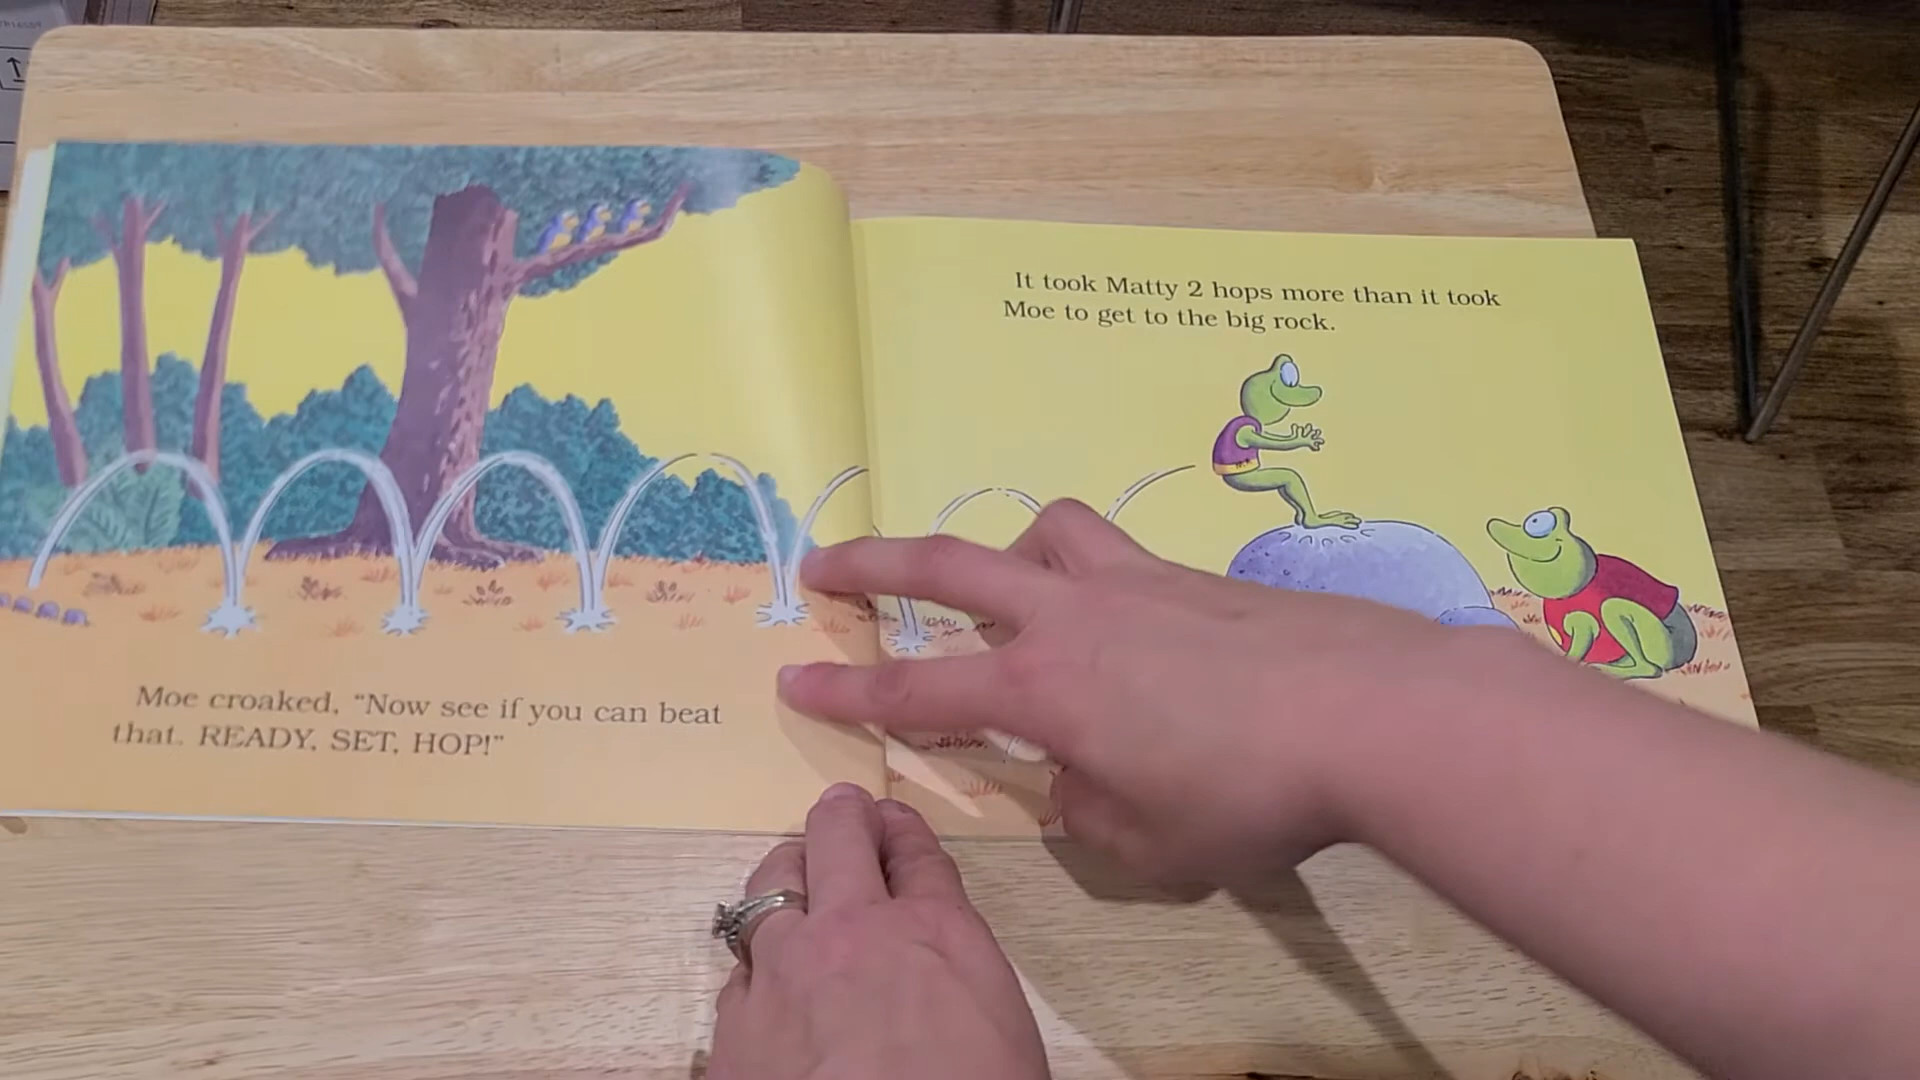 Moe croaked, “Now see if you can beat
that. READY, SET, HOP!”
It took Matty 2 hops more than it took
Moe to get to the big rock.